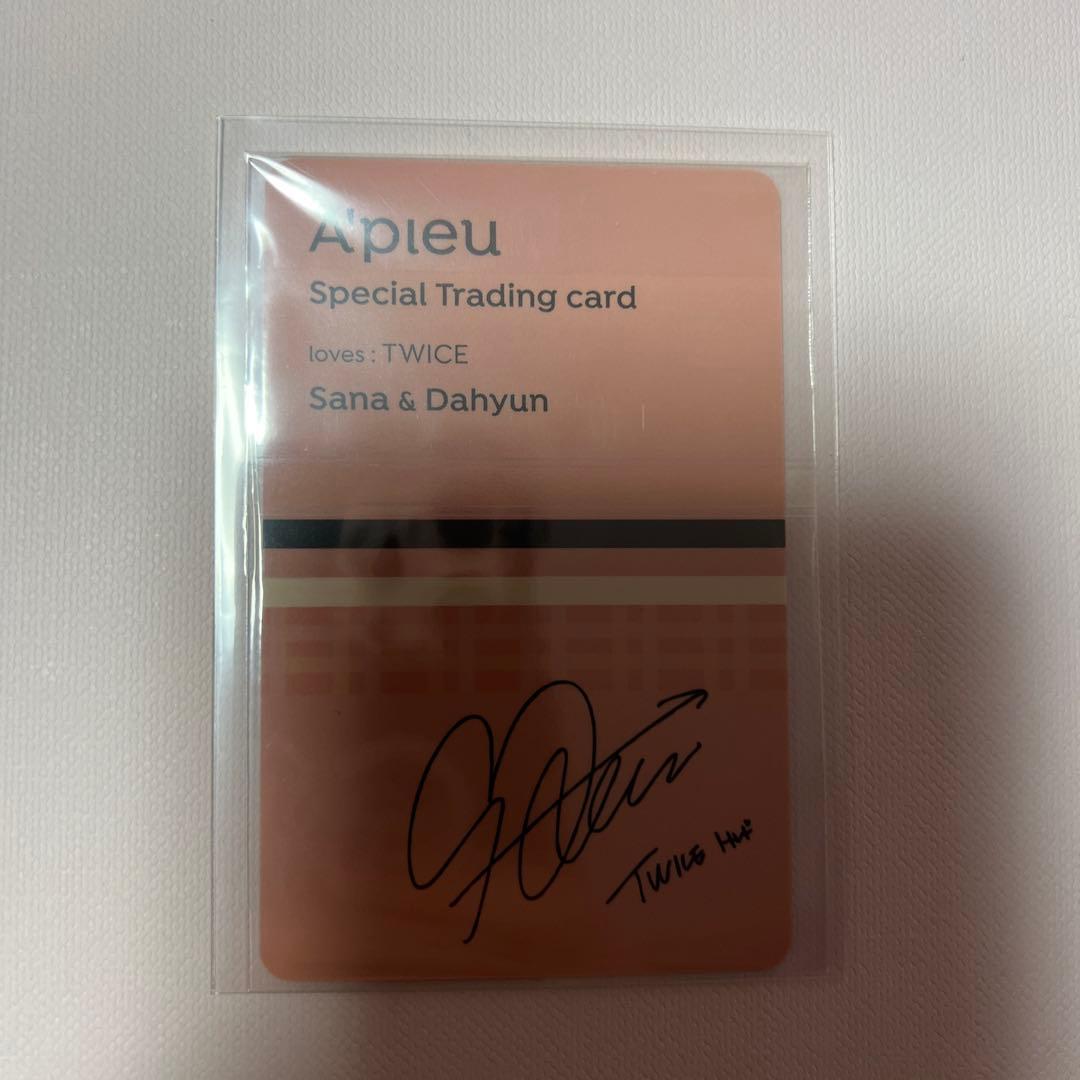 A'pieu
Special Trading card
loves : TWICE
Sana & Dahyun
TWICE